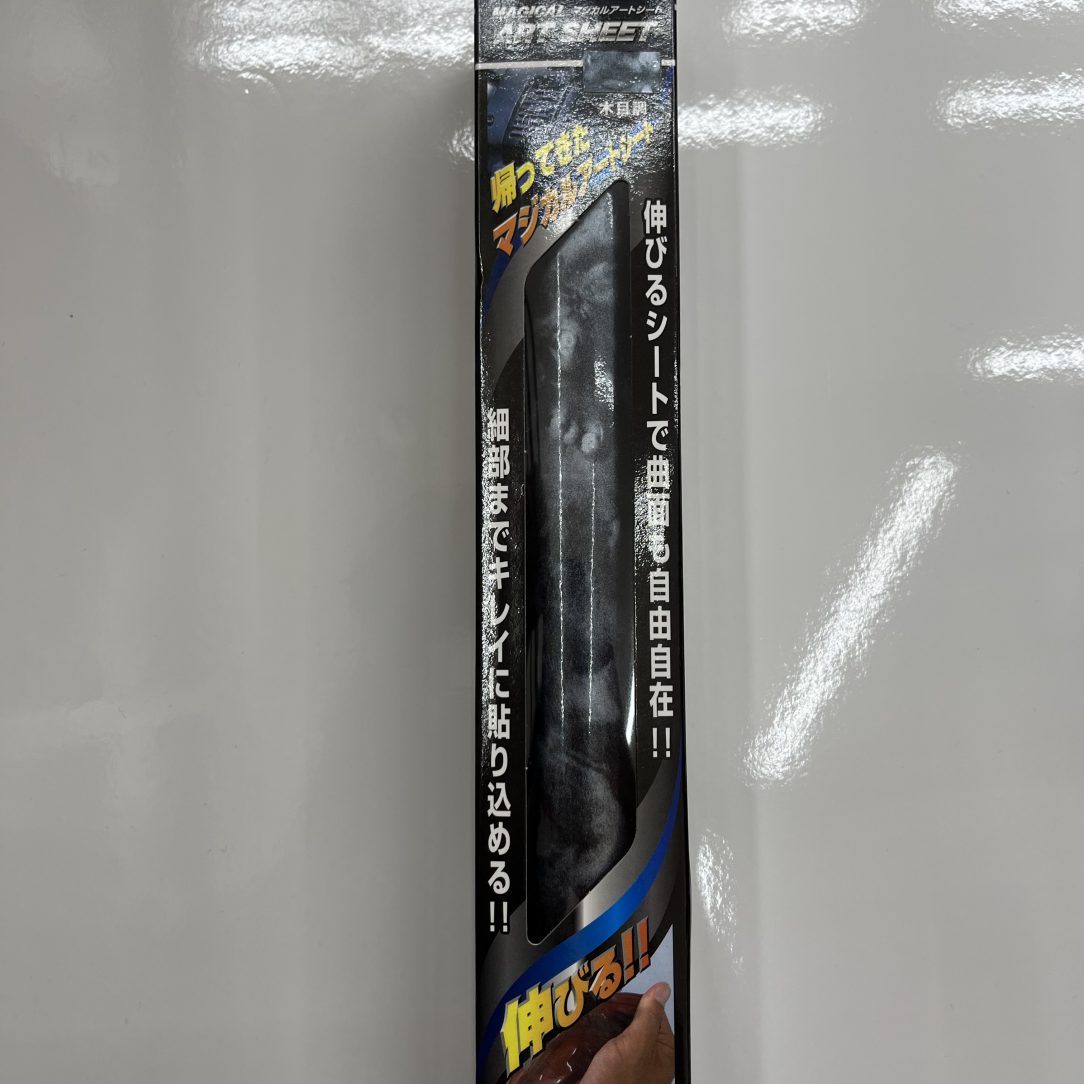 MAGICAL マジカルアートシート
ART SHEET
木目調
帰ってきた
マジカルアートシート
伸びるシートで曲面も自由自在!!
細部までキレイに貼り込める!!
伸びる!!